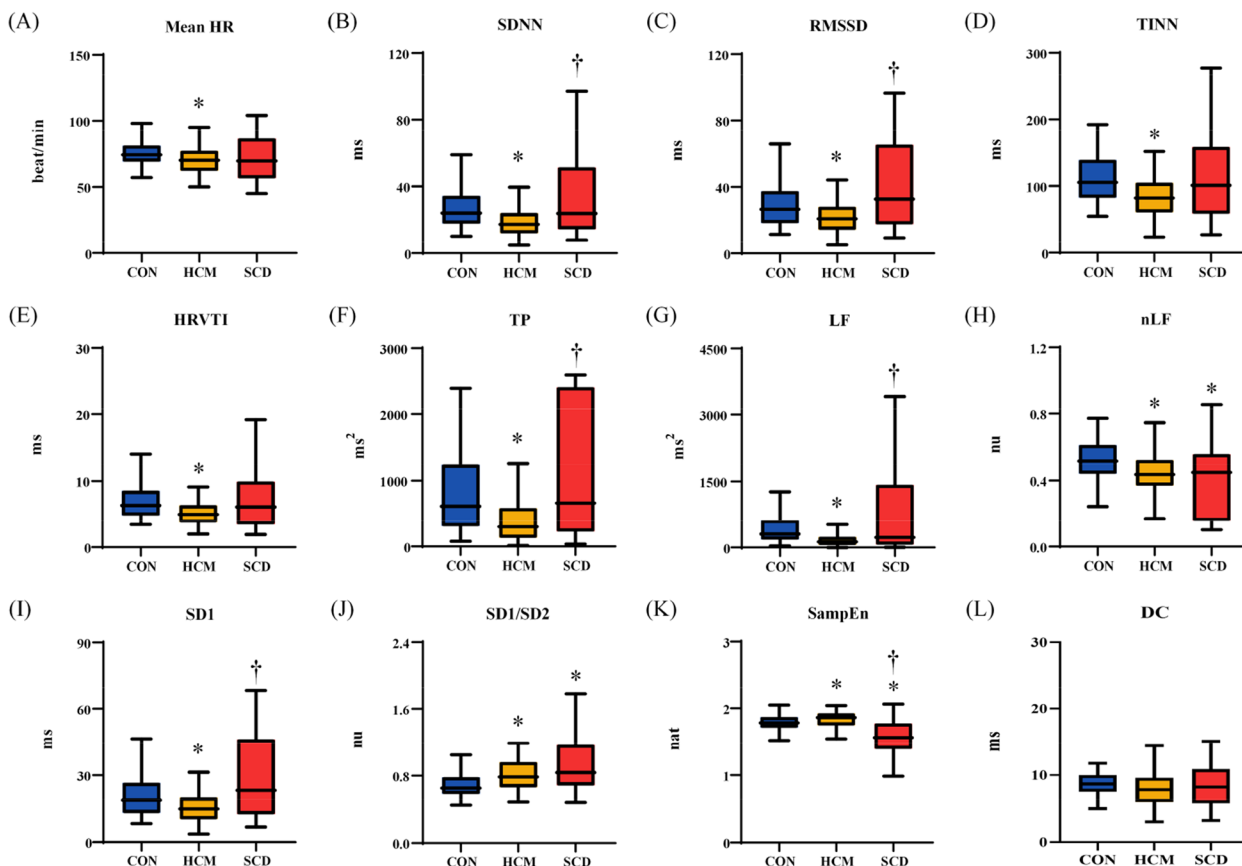 (A)
Mean HR
150
100
50
0
beat/min
*
CON
HCM
SCD
(B)
SDNN
120
80
40
0
ms
*
†
CON
HCM
SCD
(C)
RMSSD
120
80
40
0
ms
*
†
CON
HCM
SCD
(D)
TINN
300
200
100
0
ms
*
CON
HCM
SCD
(E)
HRVTI
30
20
10
0
ms
*
CON
HCM
SCD
(F)
TP
3000
2000
1000
0
ms²
*
†
CON
HCM
SCD
(G)
LF
4500
3000
1500
0
ms²
*
†
CON
HCM
SCD
(H)
nLF
1.2
0.8
0.4
0.0
nu
*
*
CON
HCM
SCD
(I)
SD1
90
60
30
0
ms
*
†
CON
HCM
SCD
(J)
SD1/SD2
2.4
1.6
0.8
0.0
nu
*
*
CON
HCM
SCD
(K)
SampEn
3
2
1
0
nat
*
†
*
CON
HCM
SCD
(L)
DC
30
20
10
0
ms
CON
HCM
SCD